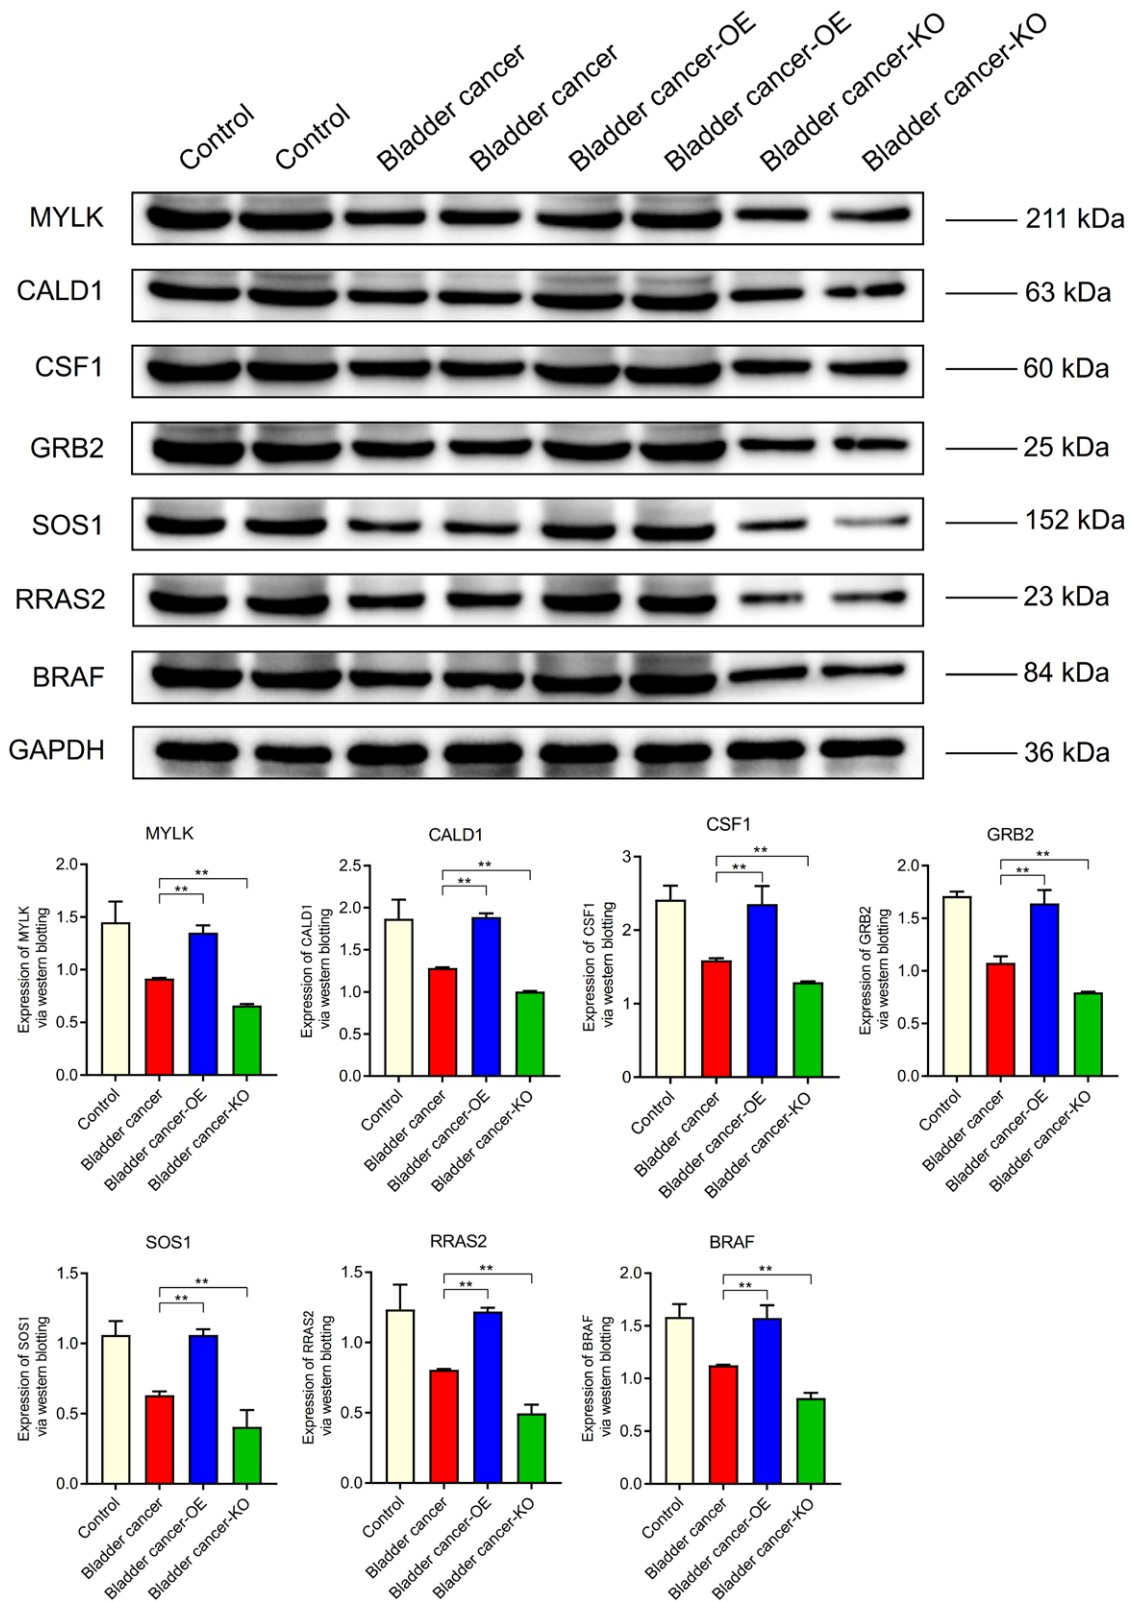 Control
Control
Bladder cancer
Bladder cancer
Bladder cancer-OE
Bladder cancer-OE
Bladder cancer-KO
Bladder cancer-KO
MYLK
211 kDa
CALD1
63 kDa
CSF1
60 kDa
GRB2
25 kDa
SOS1
152 kDa
RRAS2
23 kDa
BRAF
84 kDa
GAPDH
36 kDa
MYLK
Expression of MYLK
via western blotting
2.0
1.5
1.0
0.5
0.0
**
**
Control
Bladder cancer
Bladder cancer-OE
Bladder cancer-KO
CALD1
Expression of CALD1
via western blotting
2.5
2.0
1.5
1.0
0.5
0.0
**
**
Control
Bladder cancer
Bladder cancer-OE
Bladder cancer-KO
CSF1
Expression of CSF1
via western blotting
3
2
1
0
**
**
Control
Bladder cancer
Bladder cancer-OE
Bladder cancer-KO
GRB2
Expression of GRB2
via western blotting
2.0
1.5
1.0
0.5
0.0
**
**
Control
Bladder cancer
Bladder cancer-OE
Bladder cancer-KO
SOS1
Expression of SOS1
via western blotting
1.5
1.0
0.5
0.0
**
**
Control
Bladder cancer
Bladder cancer-OE
Bladder cancer-KO
RRAS2
Expression of RRAS2
via western blotting
1.5
1.0
0.5
0.0
**
**
Control
Bladder cancer
Bladder cancer-OE
Bladder cancer-KO
BRAF
Expression of BRAF
via western blotting
2.0
1.5
1.0
0.5
0.0
**
**
Control
Bladder cancer
Bladder cancer-OE
Bladder cancer-KO